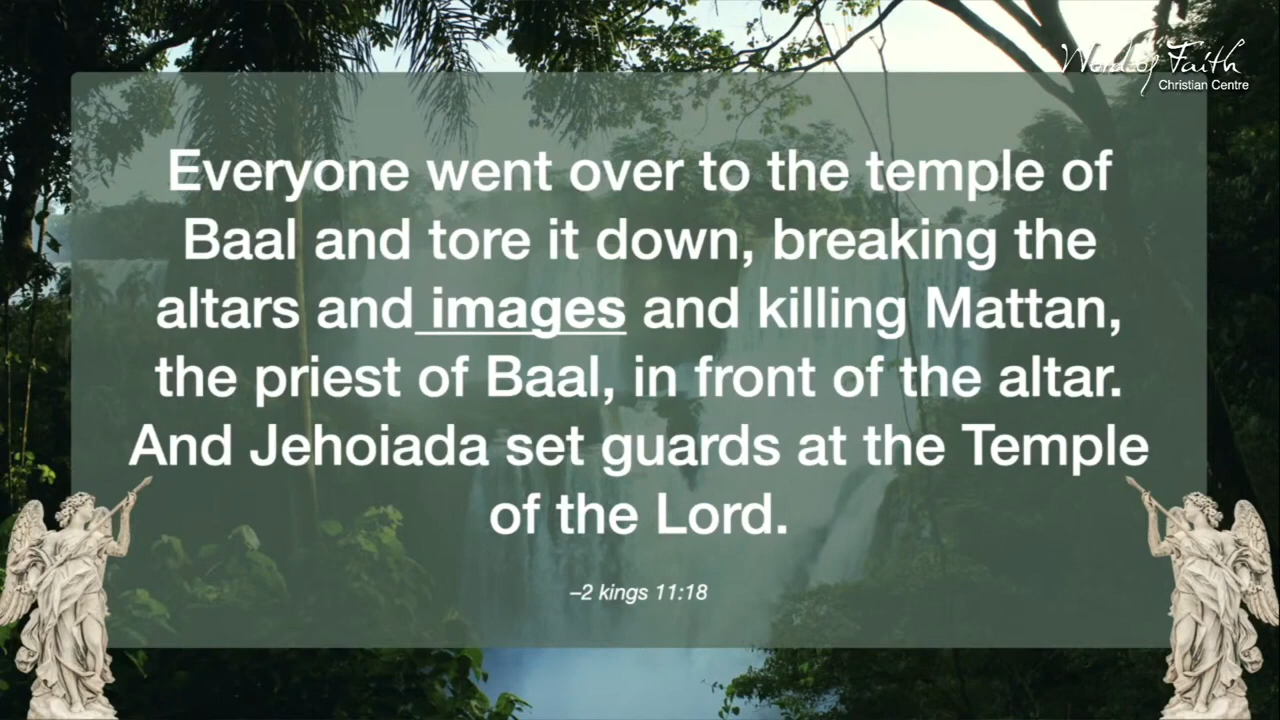 Word of Faith
Christian Centre
Everyone went over to the temple of
Baal and tore it down, breaking the
altars and images and killing Mattan,
the priest of Baal, in front of the altar.
And Jehoiada set guards at the Temple
of the Lord.
–2 kings 11:18